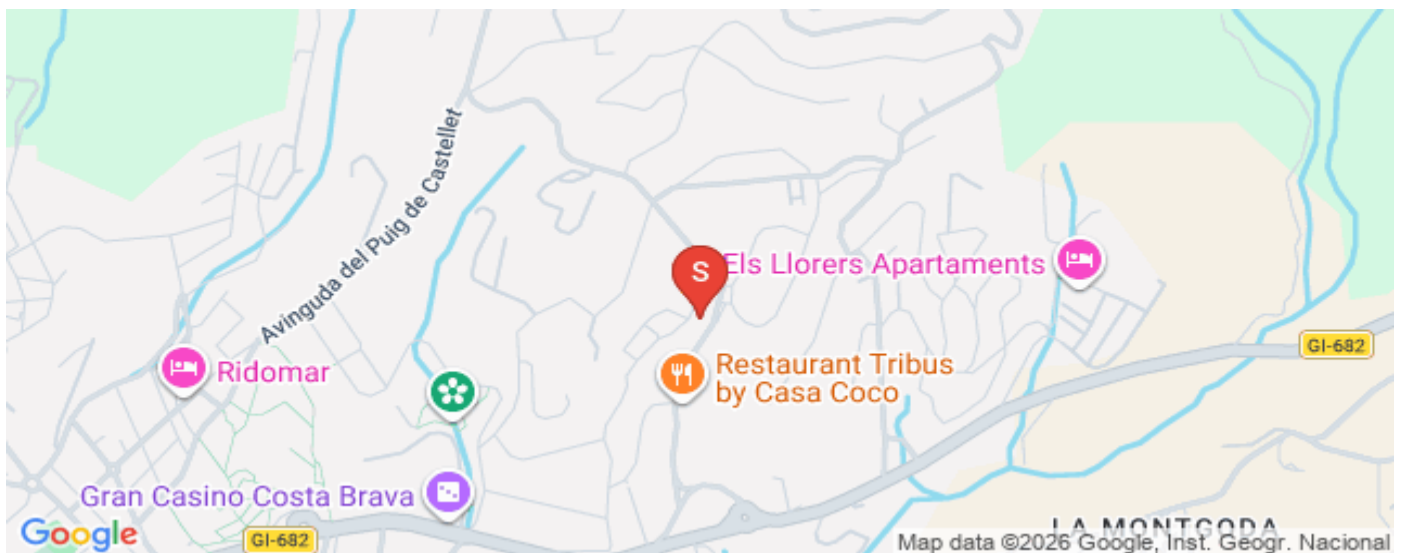 Avinguda del Puig de Castellet
S
Els Llorers Apartaments
GI-682
Ridomar
Restaurant Tribus
by Casa Coco
Gran Casino Costa Brava
LA MONTGODA
Google
GI-682
Map data ©2026 Google, Inst. Geogr. Nacional